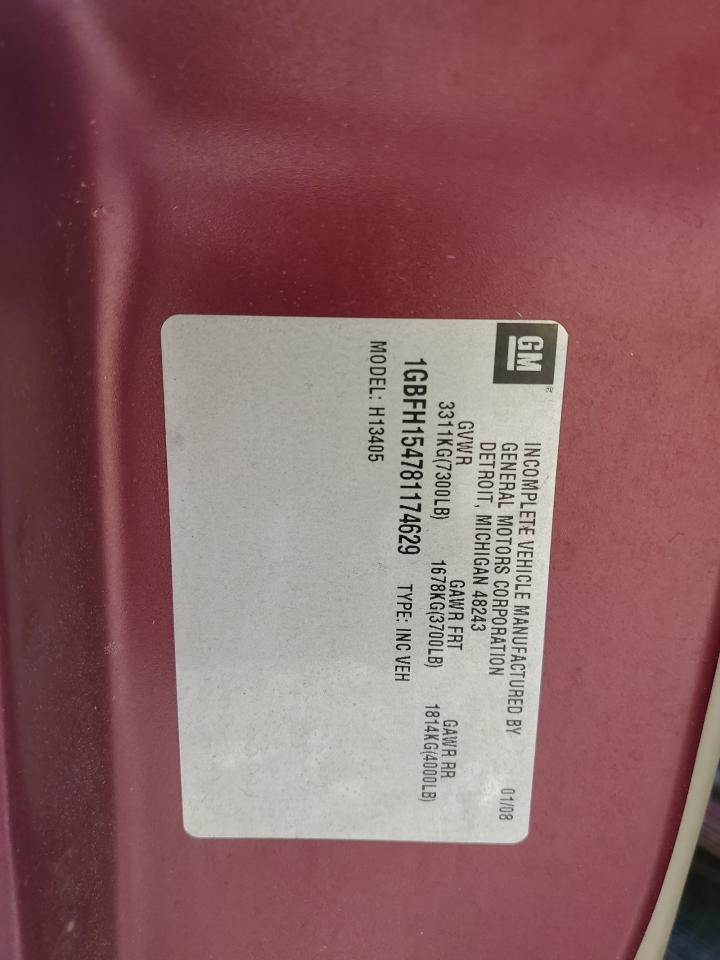 GM®
INCOMPLETE VEHICLE MANUFACTURED BY
GENERAL MOTORS CORPORATION 01/08
DETROIT, MICHIGAN 48243
GVWR GAWR FRT GAWR RR
3311KG(7300LB) 1678KG(3700LB) 1814KG(4000LB)
1GBFH154781174629 TYPE: INC VEH
MODEL: H13405